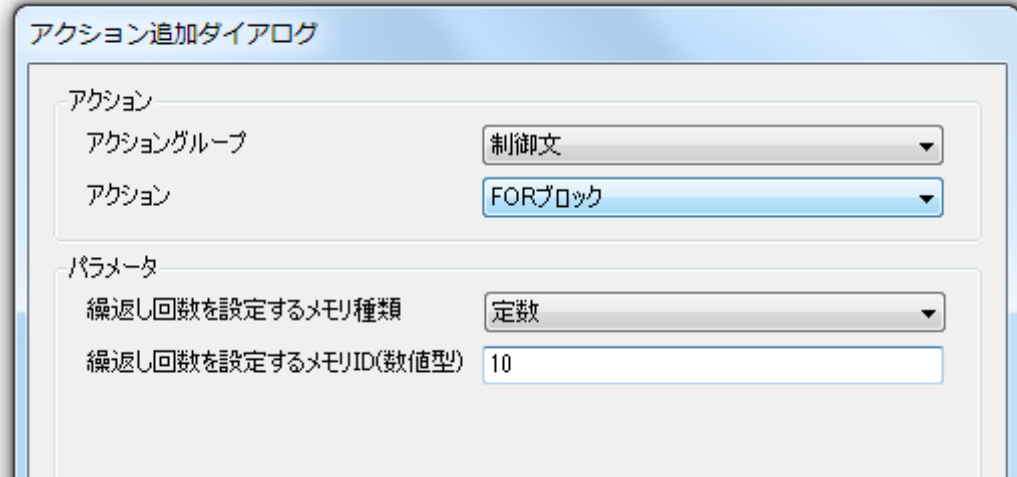 アクション追加ダイアログ
アクション
アクショングループ 制御文
アクション FORブロック
パラメータ
繰返し回数を設定するメモリ種類 定数
繰返し回数を設定するメモリID(数値型) 10